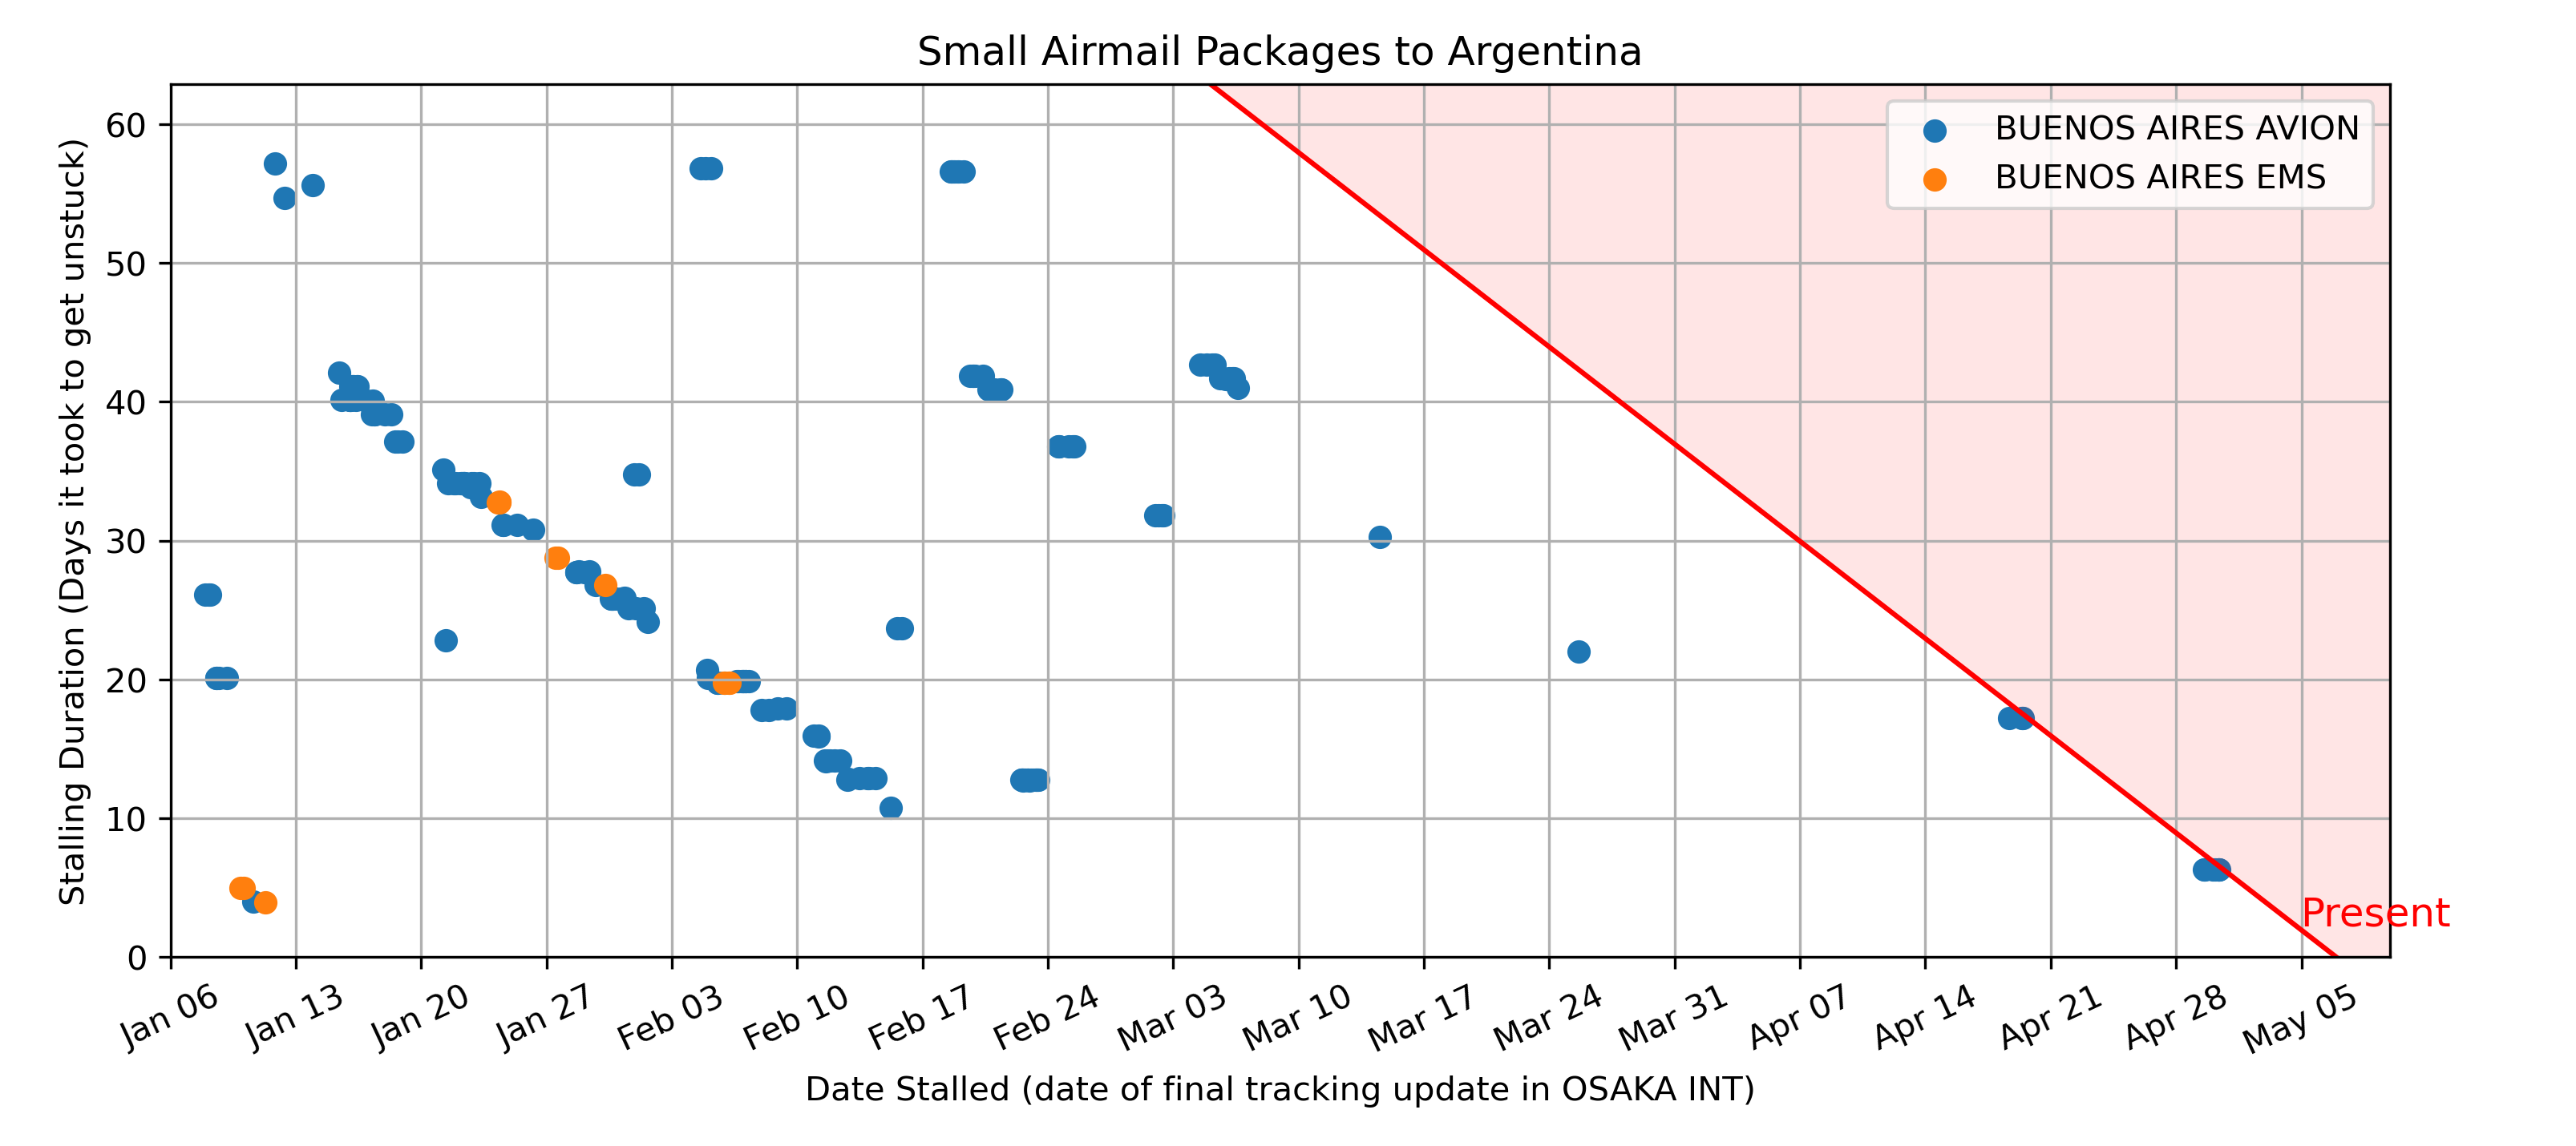 Small Airmail Packages to Argentina
BUENOS AIRES AVION
BUENOS AIRES EMS
Stalling Duration (Days it took to get unstuck)
60
50
40
30
20
10
0
Present
Jan 06
Jan 13
Jan 20
Jan 27
Feb 03
Feb 10
Feb 17
Feb 24
Mar 03
Mar 10
Mar 17
Mar 24
Mar 31
Apr 07
Apr 14
Apr 21
Apr 28
May 05
Date Stalled (date of final tracking update in OSAKA INT)